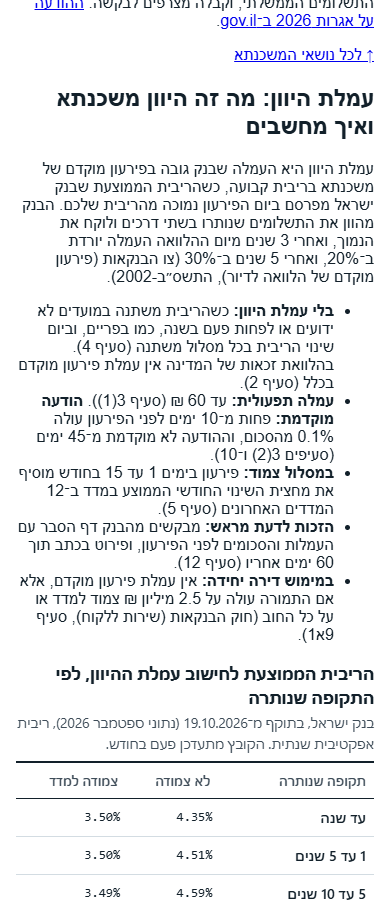 התשלומים הממשלתי, וקבלה מצרפים לבקשה. ההודעה
על אגרות 2026 ב־gov.il.
↑ לכל נושאי המשכנתא
עמלת היוון: מה זה היוון משכנתא
ואיך מחשבים
עמלת היוון היא העמלה שבנק גובה בפירעון מוקדם של
משכנתא בריבית קבועה, כשהריבית הממוצעת שבנק
ישראל מפרסם ביום הפירעון נמוכה מהריבית שלכם. הבנק
מהוון את התשלומים שנותרו בשתי דרכים ולוקח את
הנמוך, ואחרי 3 שנים מיום ההלוואה העמלה יורדת
ב־20%, ואחרי 5 שנים ב־30% (צו הבנקאות (פירעון
מוקדם של הלוואה לדיור), התשס״ב-2002).
• בלי עמלת היוון: כשהריבית משתנה במועדים לא
ידועים או לפחות פעם בשנה, כמו בפריים, וביום
שינוי הריבית בכל מסלול משתנה (סעיף 4).
בהלוואת זכאות של המדינה אין עמלת פירעון מוקדם
בכלל (סעיף 2).
• עמלה תפעולית: עד 60 ₪ (סעיף 3(1)). הודעה
מוקדמת: פחות מ־10 ימים לפני הפירעון עולה
0.1% מהסכום, וההודעה לא מוקדמת מ־45 ימים
(סעיפים 3(2) ו־10).
• במסלול צמוד: פירעון בימים 1 עד 15 בחודש מוסיף
את מחצית השינוי החודשי הממוצע במדד ב־12
המדדים האחרונים (סעיף 5).
• הזכות לדעת מראש: מבקשים מהבנק דף הסבר עם
העמלות והסכומים לפני הפירעון, ופירוט בכתב תוך
60 ימים אחריו (סעיף 12).
• במימוש דירה יחידה: אין עמלת פירעון מוקדם, אלא
אם התמורה עולה על 2.5 מיליון ₪ צמוד למדד או
על כל החוב (חוק הבנקאות (שירות ללקוח), סעיף
9א1).
הריבית הממוצעת לחישוב עמלת ההיוון, לפי
התקופה שנותרה
בנק ישראל, בתוקף מ־19.10.2026 (נתוני ספטמבר 2026), ריבית
אפקטיבית שנתית. הקובץ מתעדכן פעם בחודש.
תקופה שנותרה לא צמודה צמודה למדד
עד שנה 4.35% 3.50%
1 עד 5 שנים 4.51% 3.50%
5 עד 10 שנים 4.59% 3.49%